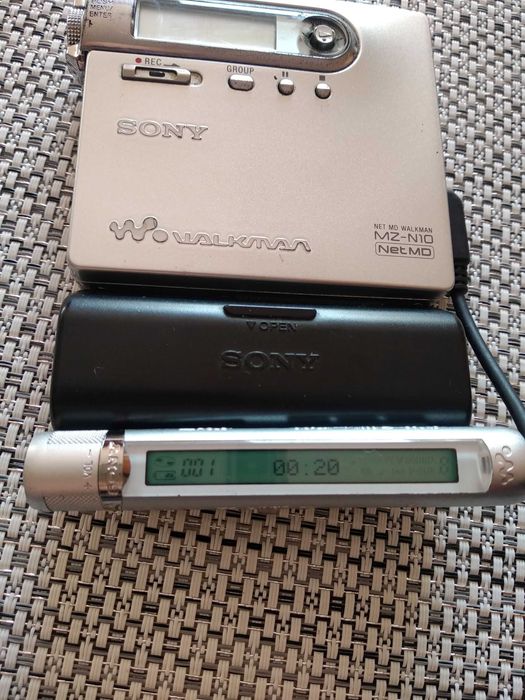 MENU
ENTER
REC
GROUP
SONY
WALKMAN
NET MD WALKMAN
MZ-N10
NetMD
OPEN
SONY
VOL
001 00:20